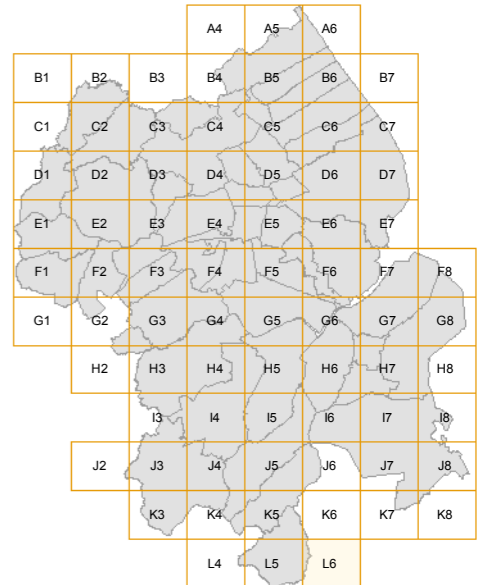 A4 A5 A6
B1 B2 B3 B4 B5 B6 B7
C1 C2 C3 C4 C5 C6 C7
D1 D2 D3 D4 D5 D6 D7
E1 E2 E3 E4 E5 E6 E7
F1 F2 F3 F4 F5 F6 F7 F8
G1 G2 G3 G4 G5 G6 G7 G8
H2 H3 H4 H5 H6 H7 H8
I3 I4 I5 I6 I7 I8
J2 J3 J4 J5 J6 J7 J8
K3 K4 K5 K6 K7 K8
L4 L5 L6